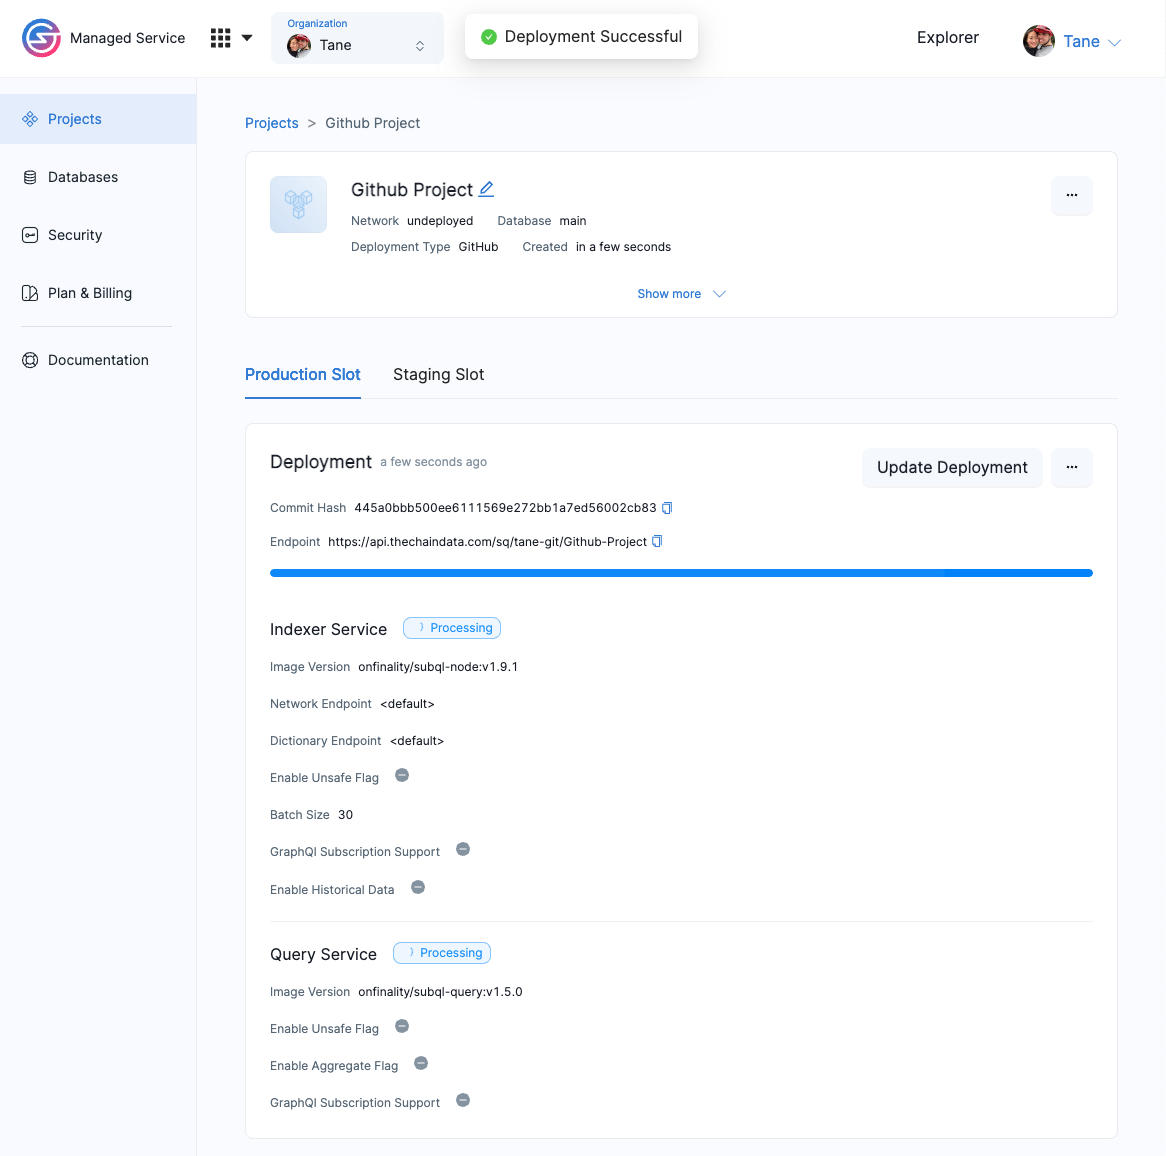 Managed Service
Organization
Tane
Deployment Successful
Explorer
Tane
Projects
Databases
Security
Plan & Billing
Documentation
Projects > Github Project
Github Project
Network undeployed Database main
Deployment Type GitHub Created in a few seconds
Show more
Production Slot Staging Slot
Deployment a few seconds ago
Update Deployment
Commit Hash 445a0bbb500ee6111569e272bb1a7ed56002cb83
Endpoint https://api.thechaindata.com/sq/tane-git/Github-Project
Indexer Service Processing
Image Version onfinality/subql-node:v1.9.1
Network Endpoint <default>
Dictionary Endpoint <default>
Enable Unsafe Flag
Batch Size 30
GraphQl Subscription Support
Enable Historical Data
Query Service Processing
Image Version onfinality/subql-query:v1.5.0
Enable Unsafe Flag
Enable Aggregate Flag
GraphQl Subscription Support